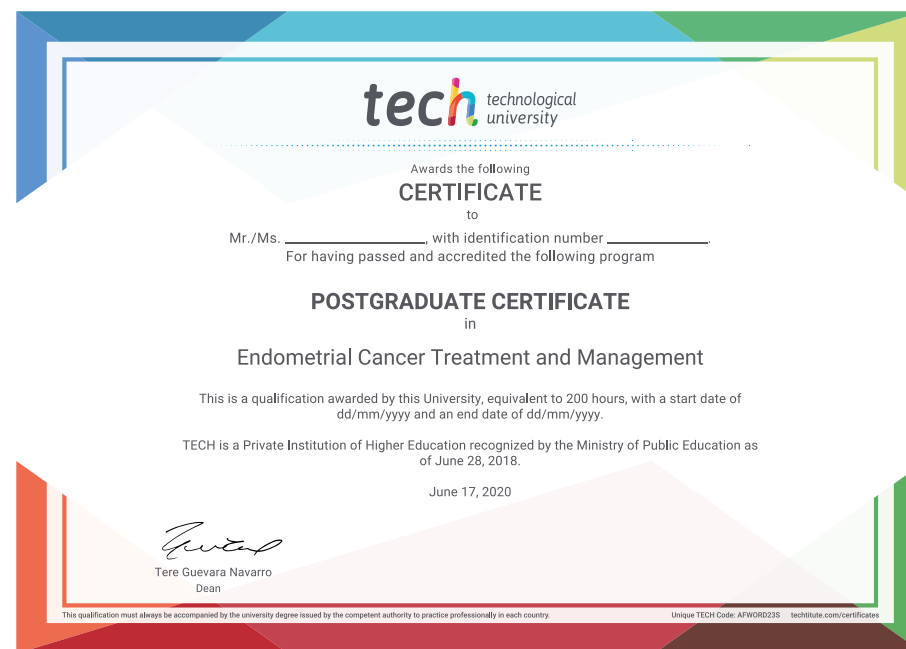 tech technological
university
Awards the following
CERTIFICATE
to
Mr./Ms. ____________________, with identification number ______________.
For having passed and accredited the following program
POSTGRADUATE CERTIFICATE
in
Endometrial Cancer Treatment and Management
This is a qualification awarded by this University, equivalent to 200 hours, with a start date of
dd/mm/yyyy and an end date of dd/mm/yyyy.
TECH is a Private Institution of Higher Education recognized by the Ministry of Public Education as
of June 28, 2018.
June 17, 2020
Tere Guevara Navarro
Dean
This qualification must always be accompanied by the university degree issued by the competent authority to practice professionally in each country. Unique TECH Code: AFWORD23S techtitute.com/certificates